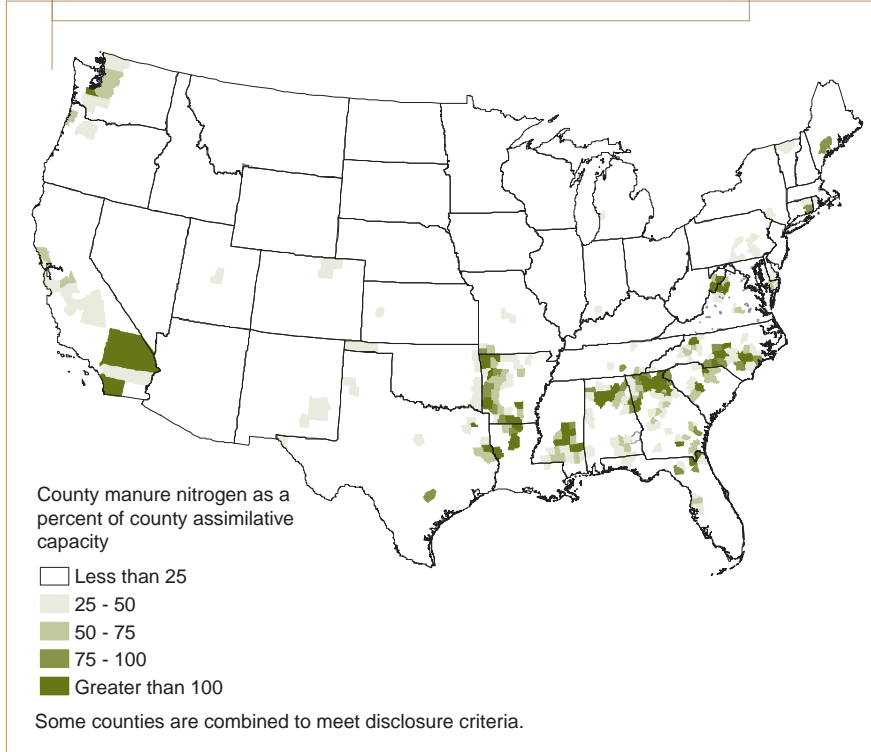 County manure nitrogen as a
percent of county assimilative
capacity
Less than 25
25 - 50
50 - 75
75 - 100
Greater than 100
Some counties are combined to meet disclosure criteria.